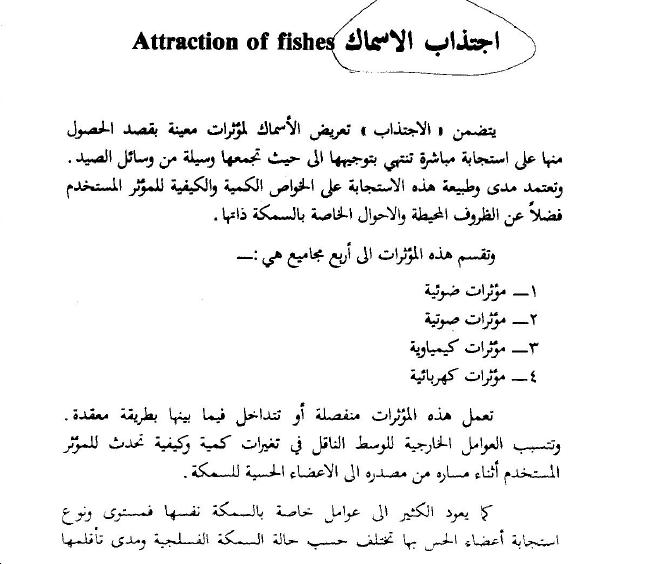 اجتذاب الاسماك Attraction of fishes
يتضمن « الاجتذاب » تعريض الأسماك لمؤثرات معينة بقصد الحصول
منها على استجابة مباشرة تنتهي بتوجيهها الى حيث تجمعها وسيلة من وسائل الصيد .
وتعتمد مدى وطبيعة هذه الاستجابة على الخواص الكمية والكيفية للمؤثر المستخدم
فضلاً عن الظروف المحيطة والاحوال الخاصة بالسمكة ذاتها .
وتقسم هذه المؤثرات الى أربع مجاميع هي :ــ
١ــ مؤثرات ضوئية
٢ــ مؤثرات صوتية
٣ــ مؤثرات كيمياوية
٤ــ مؤثرات كهربائية
تعمل هذه المؤثرات منفصلة أو تتداخل فيما بينها بطريقة معقدة .
وتتسبب العوامل الخارجية للوسط الناقل في تغيرات كمية وكيفية تحدث للمؤثر
المستخدم أثناء مساره من مصدره الى الاعضاء الحسية للسمكة .
كما يعود الكثير الى عوامل خاصة بالسمكة نفسها فمستوى ونوع
استجابة أعضاء الحس بها تختلف حسب حالة السمكة الفسلجية ومدى تأقلمها